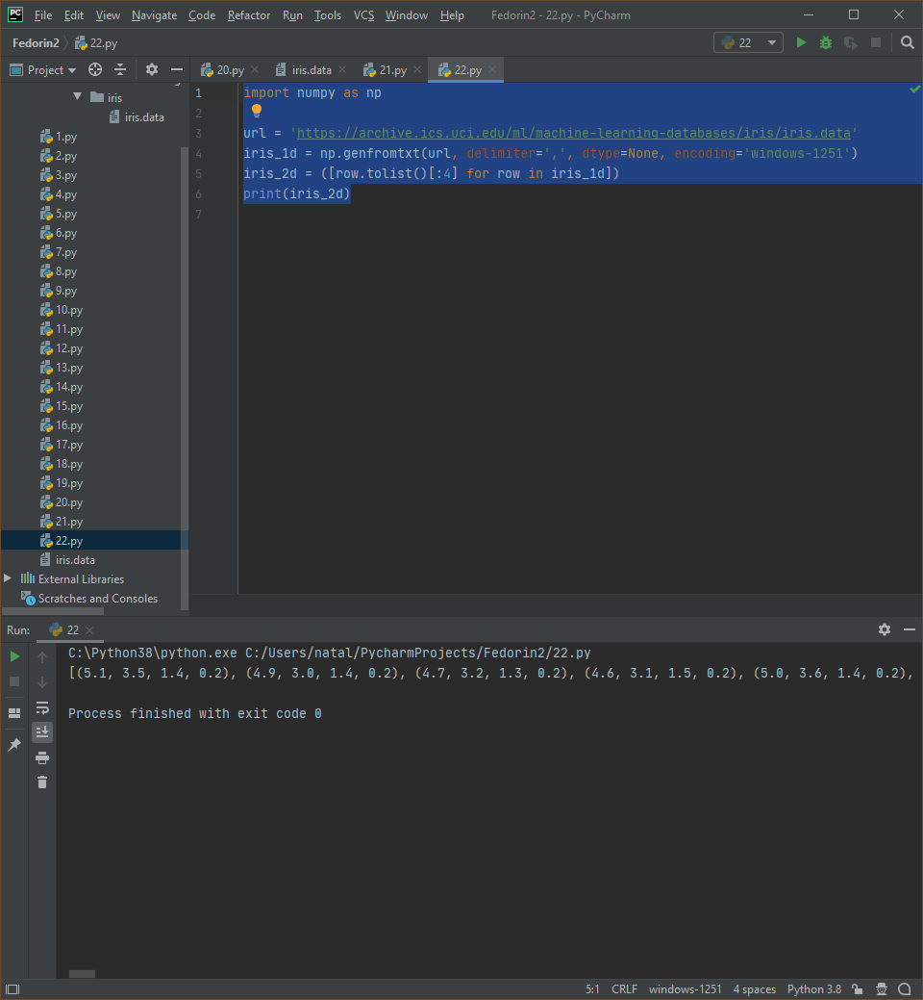 PC File Edit View Navigate Code Refactor Run Tools VCS Window Help Fedorin2 - 22.py - PyCharm
Fedorin2 22.py 22
Project 20.py iris.data 21.py 22.py
iris
iris.data
1.py
2.py
3.py
4.py
5.py
6.py
7.py
8.py
9.py
10.py
11.py
12.py
13.py
14.py
15.py
16.py
17.py
18.py
19.py
20.py
21.py
22.py
iris.data
External Libraries
Scratches and Consoles
1 import numpy as np
2
3 url = 'https://archive.ics.uci.edu/ml/machine-learning-databases/iris/iris.data'
4 iris_1d = np.genfromtxt(url, delimiter=',', dtype=None, encoding='windows-1251')
5 iris_2d = ([row.tolist()[:4] for row in iris_1d])
6 print(iris_2d)
7
Run: 22
C:\Python38\python.exe C:/Users/natal/PycharmProjects/Fedorin2/22.py
[(5.1, 3.5, 1.4, 0.2), (4.9, 3.0, 1.4, 0.2), (4.7, 3.2, 1.3, 0.2), (4.6, 3.1, 1.5, 0.2), (5.0, 3.6, 1.4, 0.2),
Process finished with exit code 0
5:1 CRLF windows-1251 4 spaces Python 3.8